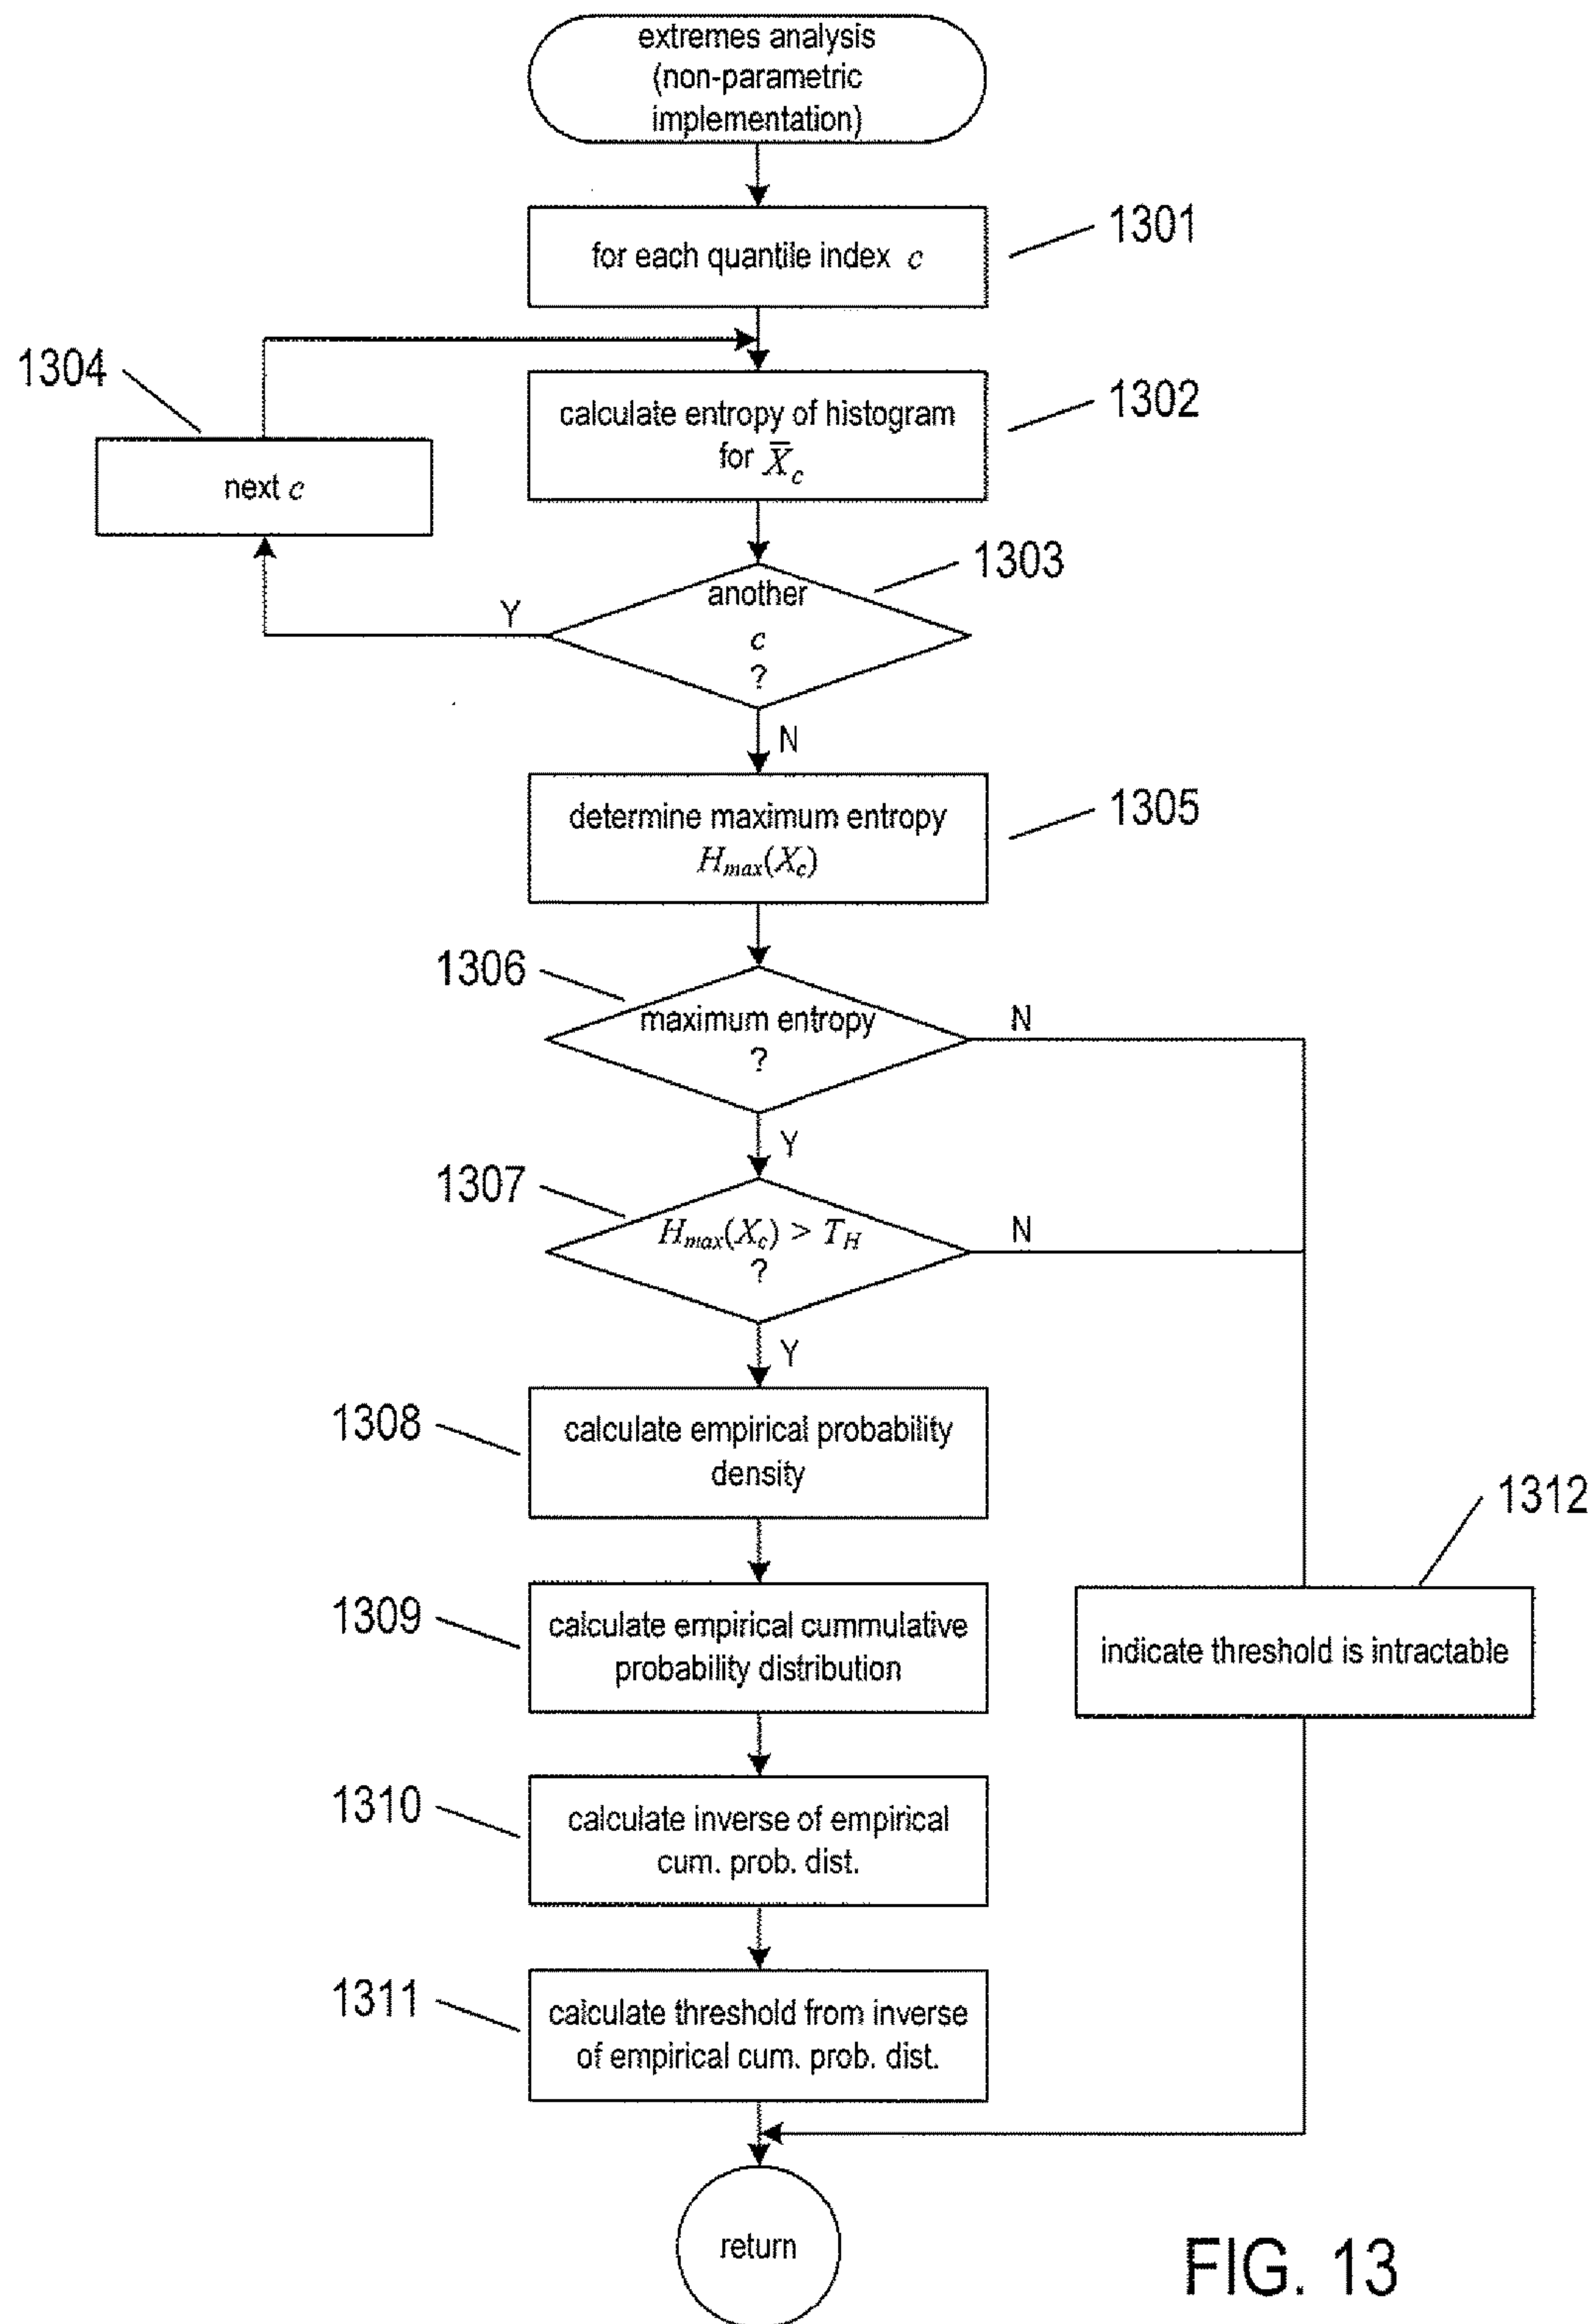 extremes analysis
(non-parametric
implementation)
for each quantile index c
1301
1304
calculate entropy of histogram
for X̅c
1302
next c
1303
another
c
?
Y
N
determine maximum entropy
Hmax(Xc)
1305
1306
maximum entropy
?
N
Y
1307
Hmax(Xc) > TH
?
N
Y
1308
calculate empirical probability
density
1312
1309
calculate empirical cummulative
probability distribution
indicate threshold is intractable
1310
calculate inverse of empirical
cum. prob. dist.
1311
calculate threshold from inverse
of empirical cum. prob. dist.
return
FIG. 13